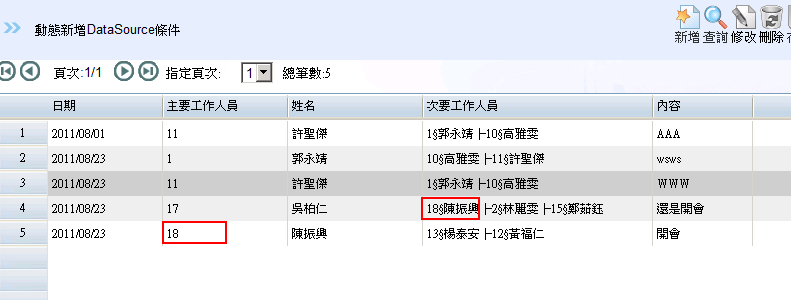 動態新增DataSource條件
新增 查詢 修改 刪除
頁次:1/1 指定頁次: 1 總筆數:5
日期 主要工作人員 姓名 次要工作人員 內容
1 2011/08/01 11 許聖傑 1§郭永靖├10§高雅雯 AAA
2 2011/08/23 1 郭永靖 10§高雅雯├11§許聖傑 wsws
3 2011/08/23 11 許聖傑 1§郭永靖├10§高雅雯 WWW
4 2011/08/23 17 吳柏仁 18§陳振興├2§林麗雯├15§鄭茹鈺 還是開會
5 2011/08/23 18 陳振興 13§楊泰安├12§黃福仁 開會